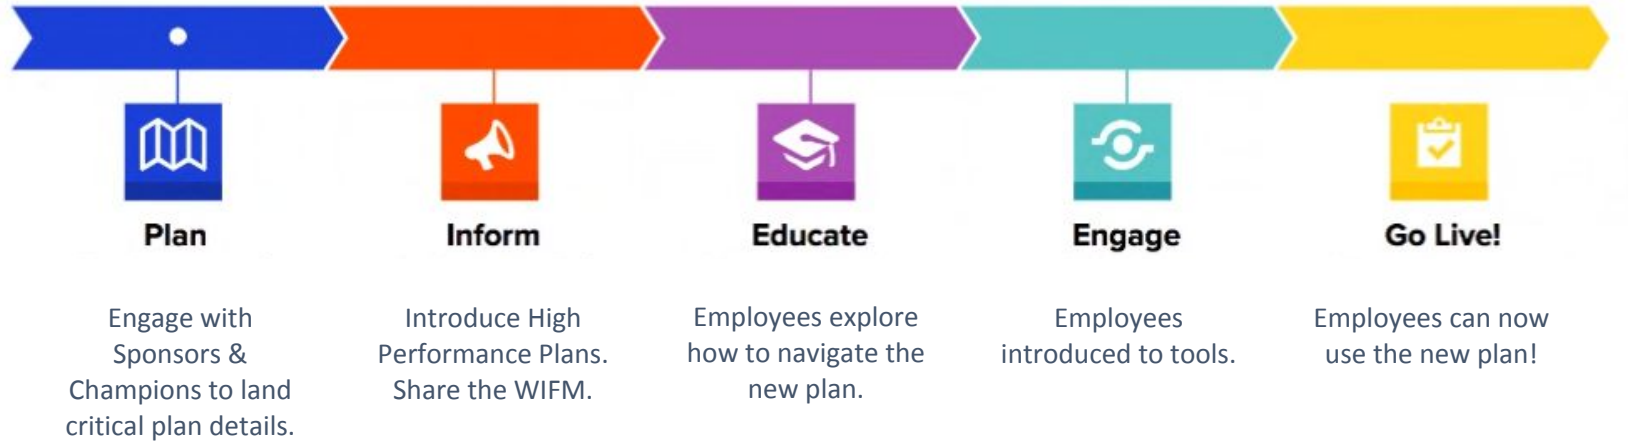 Plan
Engage with
Sponsors &
Champions to land
critical plan details.
Inform
Introduce High
Performance Plans.
Share the WIFM.
Educate
Employees explore
how to navigate the
new plan.
Engage
Employees
introduced to tools.
Go Live!
Employees can now
use the new plan!